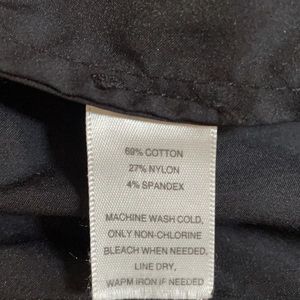 69% COTTON
27% NYLON
4% SPANDEX
MACHINE WASH COLD,
ONLY NON-CHLORINE
BLEACH WHEN NEEDED,
LINE DRY,
WARM IRON IF NEEDED